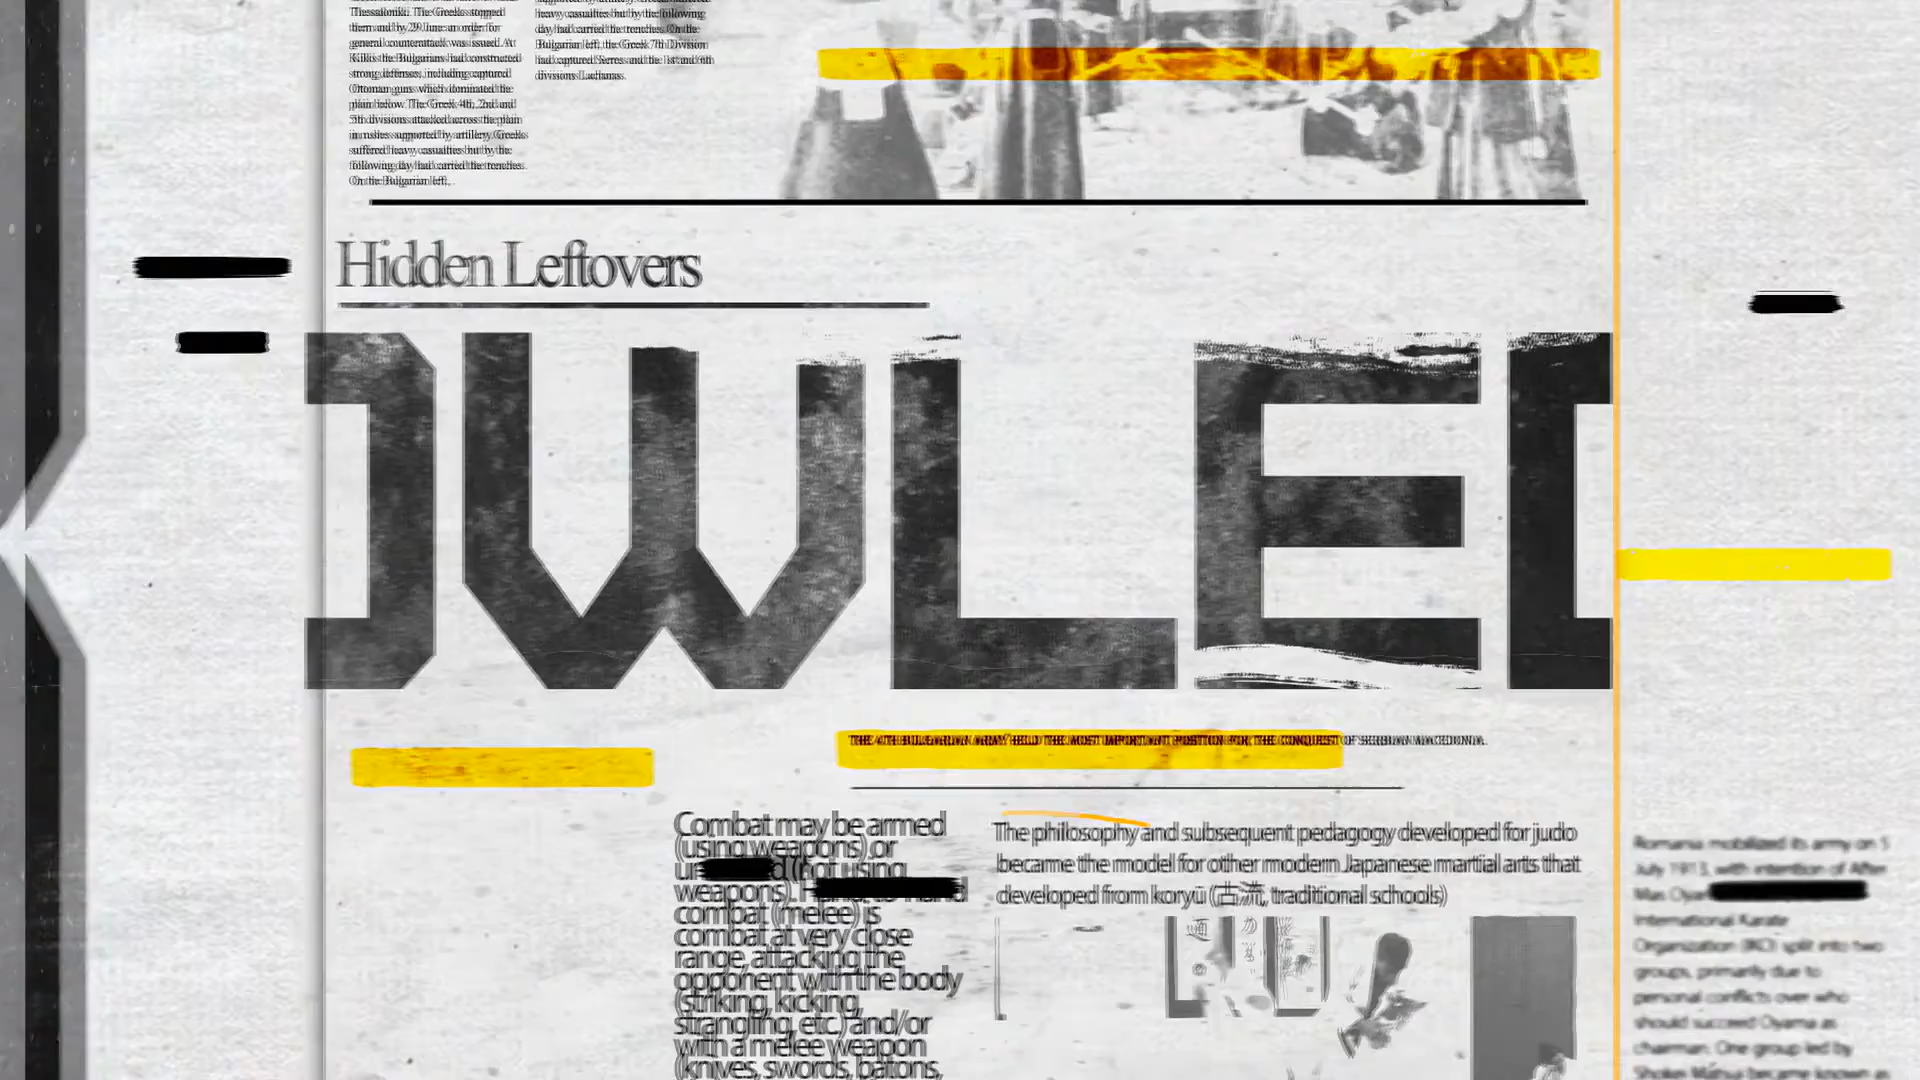 Thessaloniki. The Greeks stopped
them and by 29 June an order for
general counterattack was issued. At
Kilkis the Bulgarians had constructed
strong defenses, including captured
Ottoman guns which dominated the
plain below. The Greek 4th, 2nd and
5th divisions attacked across the plain
in rushes supported by artillery. Greeks
suffered heavy casualties but by the
following day had carried the trenches.
On the Bulgarian left,
heavy casualties but by the following
day had carried the trenches. On the
Bulgarian left, the Greek 7th Division
had captured Serres and the 1st and 6th
divisions Lachanas.
Hidden Leftovers
OWLED
THE 4TH BULGARIAN ARMY HELD THE MOST IMPORTANT POSITION FOR THE CONQUEST OF SERBIAN MACEDONIA.
Combat may be armed
(using weapons) or
(not using
weapons).
combat (melee) is
combat at very close
range, attacking the
opponent with the body
(striking, kicking,
strangling, etc.) and/or
with a melee weapon
(knives, swords, batons,
The philosophy and subsequent pedagogy developed for judo
became the model for other modern Japanese martial arts that
developed from koryū (古流, traditional schools)
Romania mobilized its army on 5
July 1913, with intention of After
Mas
International Karate
Organization (IKO) split into two
groups, primarily due to
personal conflicts over who
should succeed Oyama as
chairman. One group led by
Shokei Matsui became known as